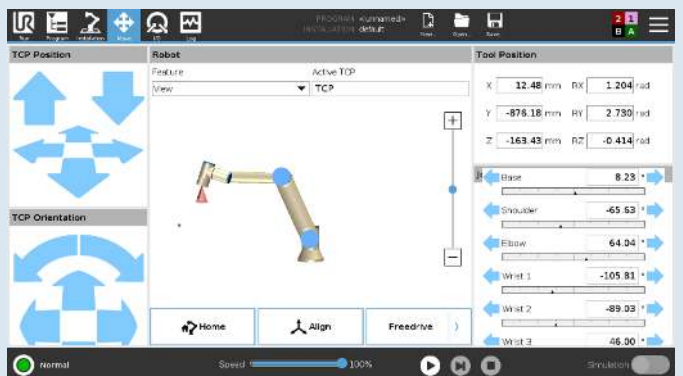 Run Program Installation Move I/O Log
PROGRAM <unnamed>
INSTALLATION default
New... Open... Save...
2 1
B A
TCP Position
Robot
Feature Active TCP
View TCP
Tool Position
X 12.48 mm RX 1.204 rad
Y -876.18 mm RY 2.730 rad
Z -163.43 mm RZ -0.414 rad
Base 8.23 °
Shoulder -65.63 °
Elbow 64.04 °
Wrist 1 -105.81 °
Wrist 2 -89.03 °
Wrist 3 46.00 °
TCP Orientation
Home Align Freedrive
Normal Speed 100% Simulation